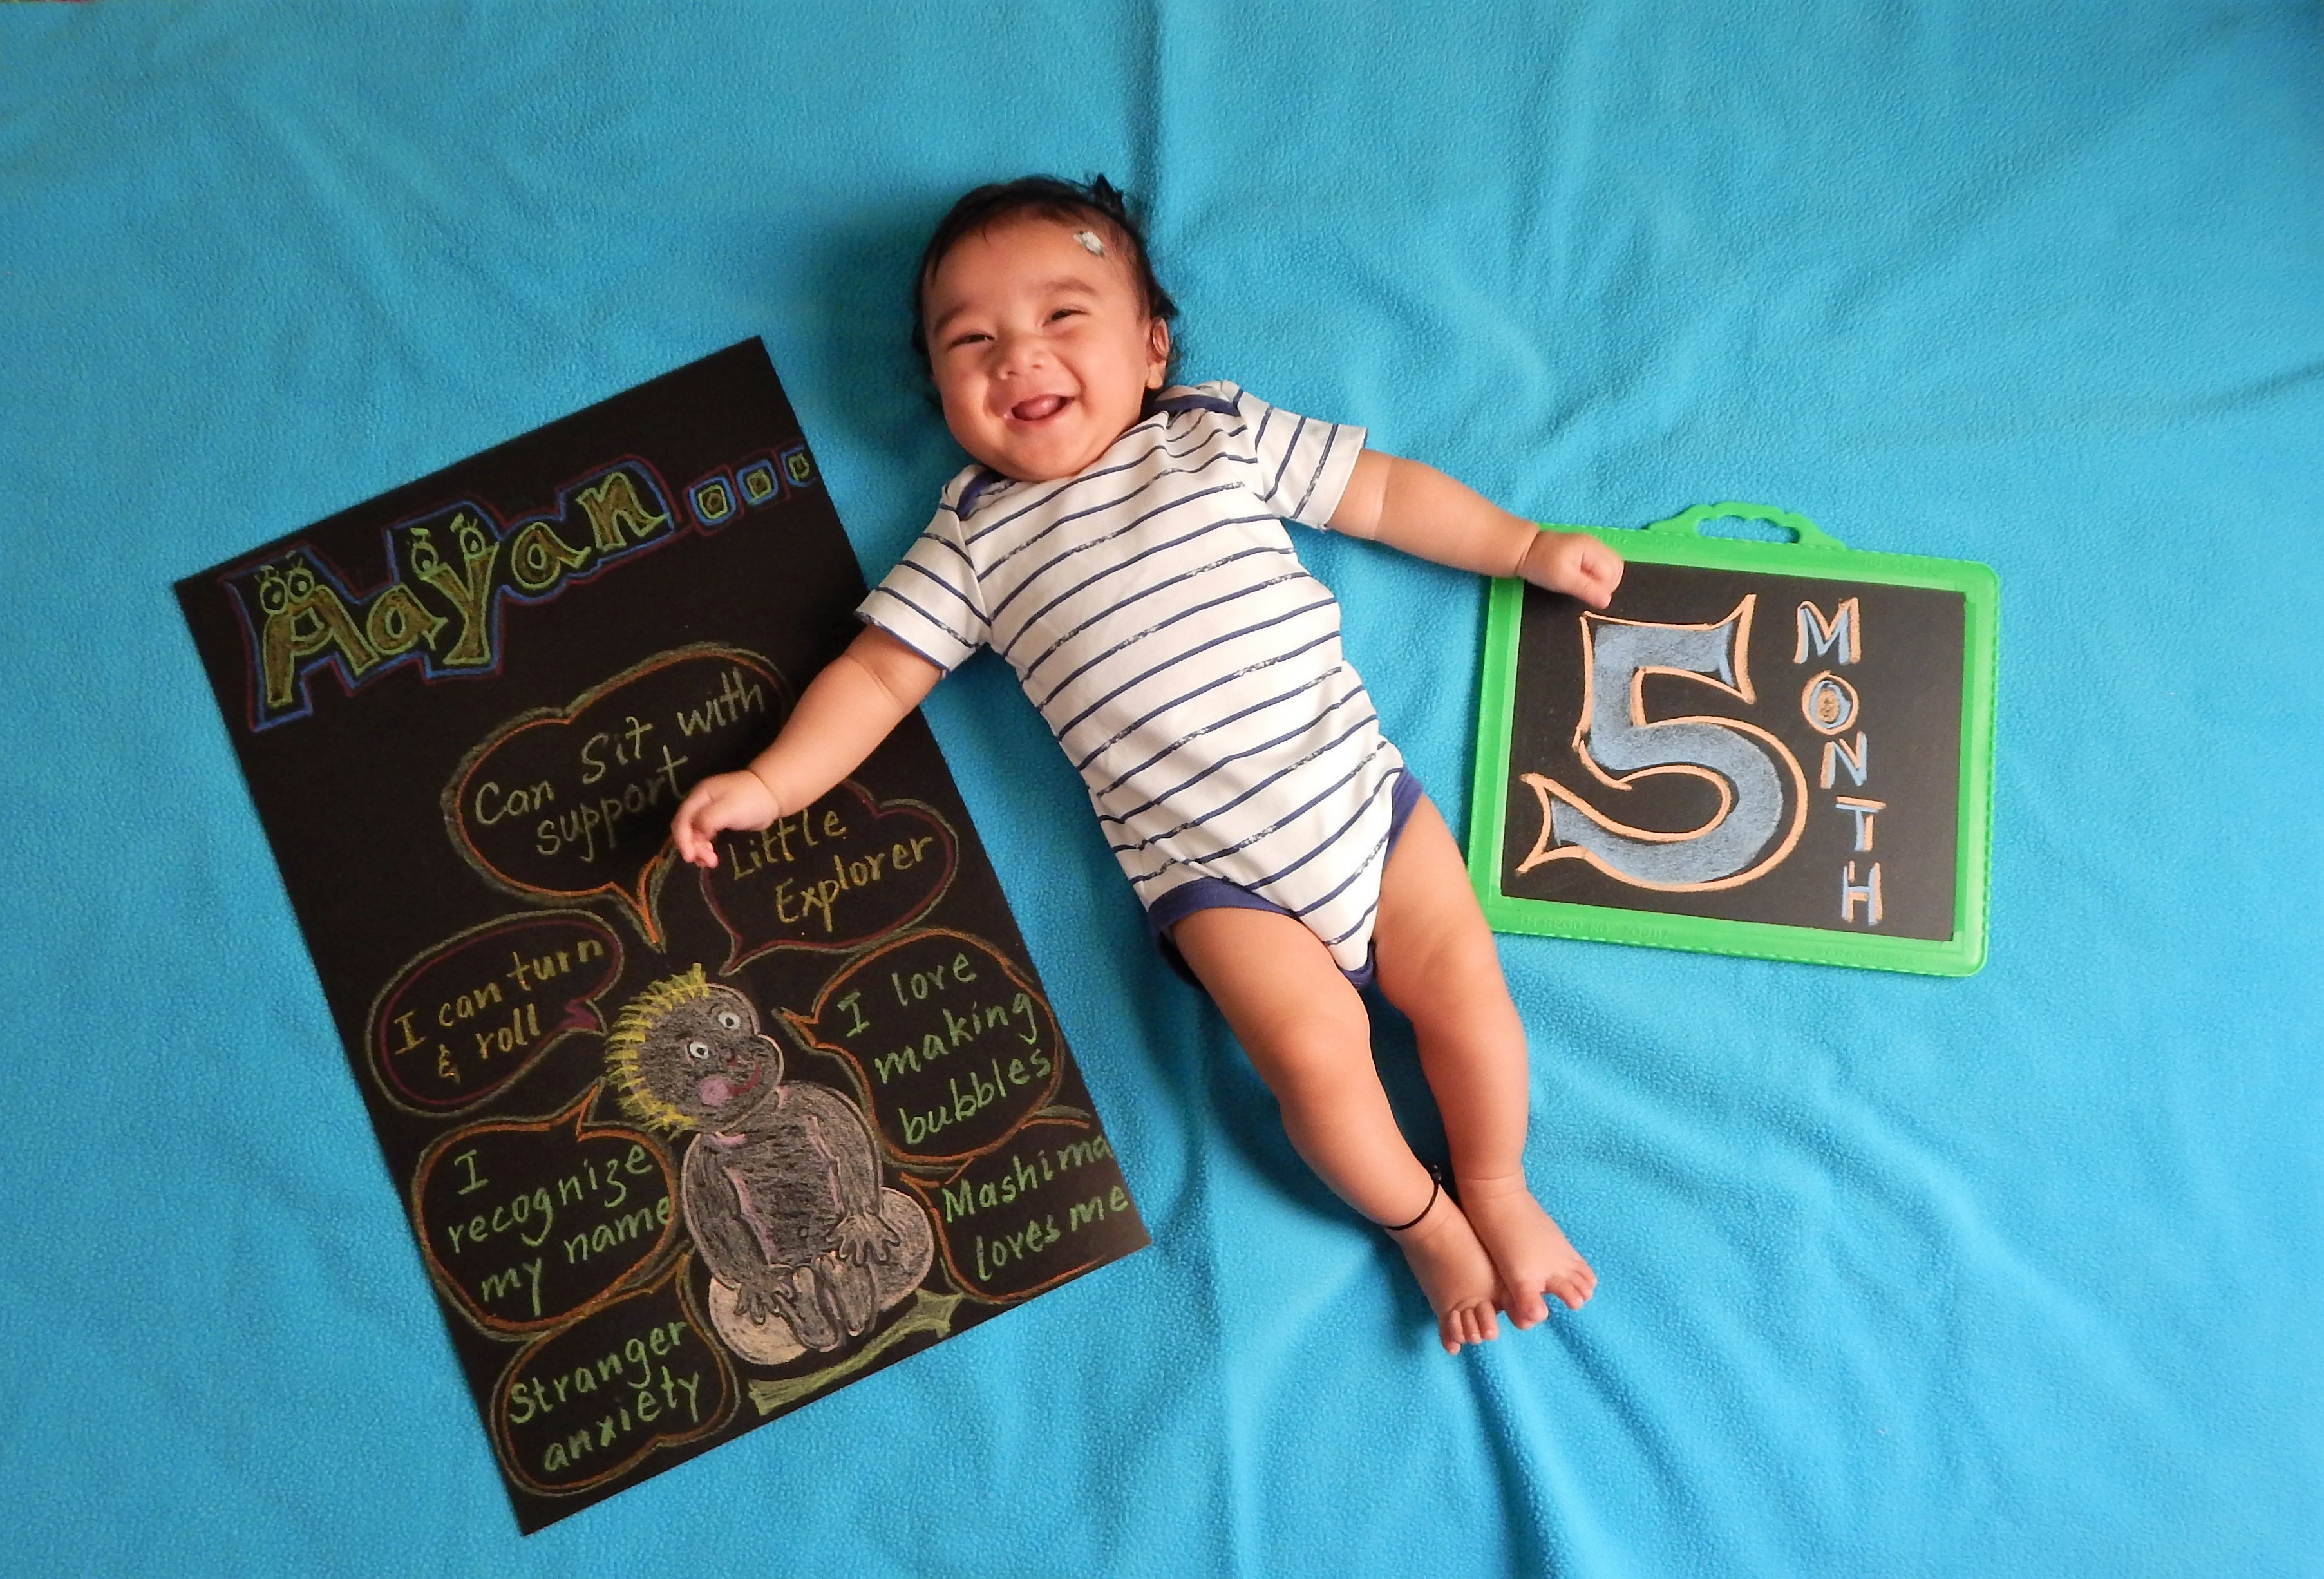 Aayan...
Can sit with
support
Little
Explorer
I can turn
& roll
I love
making
bubbles
I
recognize
my name
Mashima
loves me
Stranger
anxiety
5
MONTH